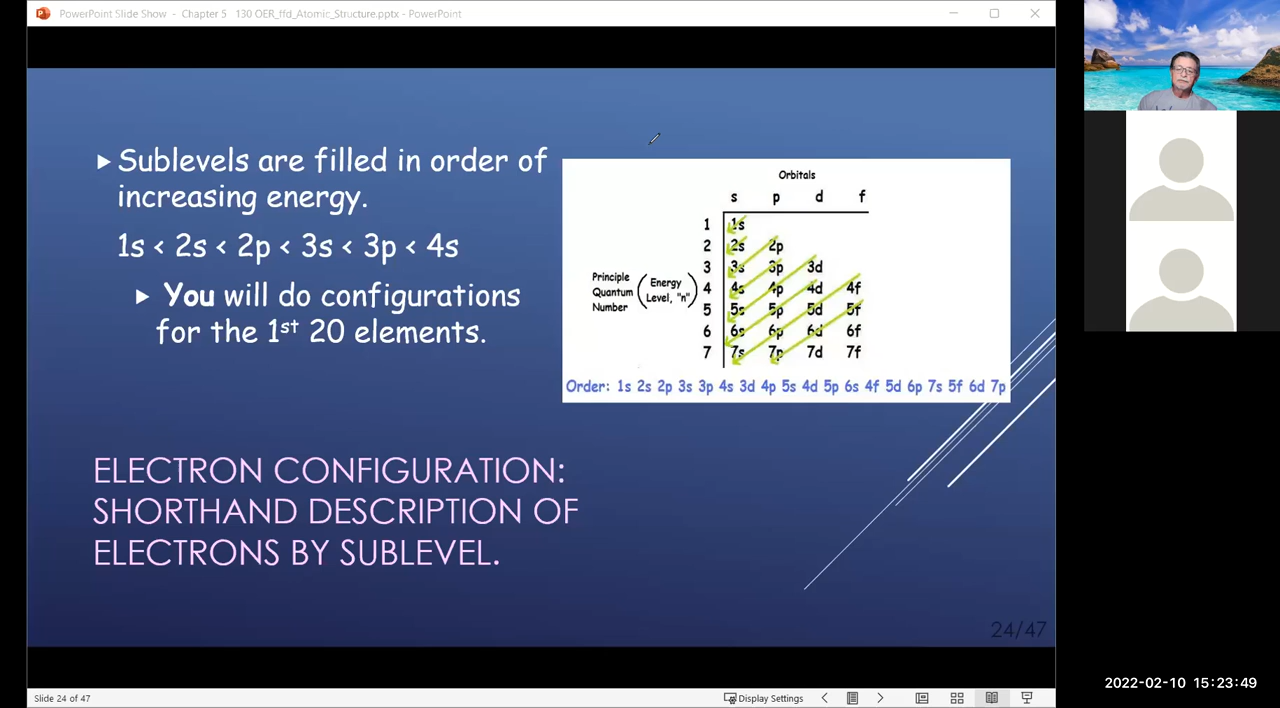 PowerPoint Slide Show - Chapter 5 130 OER_ffd_Atomic_Structure.pptx - PowerPoint
Sublevels are filled in order of
increasing energy.
1s < 2s < 2p < 3s < 3p < 4s
You will do configurations
for the 1st 20 elements.
Orbitals
s p d f
1 1s
2 2s 2p
3 3s 3p 3d
4 4s 4p 4d 4f
5 5s 5p 5d 5f
6 6s 6p 6d 6f
7 7s 7p 7d 7f
Principle
Quantum
Number
(Energy
Level, "n")
Order: 1s 2s 2p 3s 3p 4s 3d 4p 5s 4d 5p 6s 4f 5d 6p 7s 5f 6d 7p
ELECTRON CONFIGURATION:
SHORTHAND DESCRIPTION OF
ELECTRONS BY SUBLEVEL.
24/47
Slide 24 of 47
Display Settings
2022-02-10 15:23:49